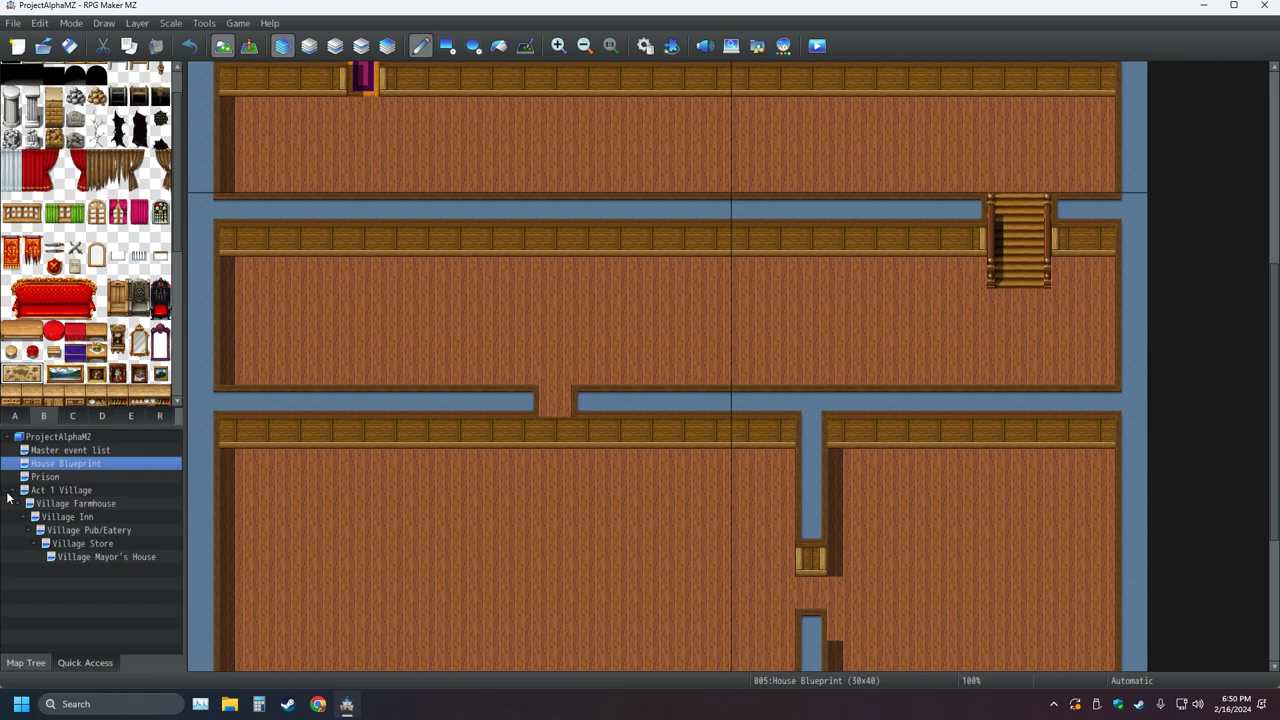 ProjectAlphaMZ - RPG Maker MZ
File Edit Mode Draw Layer Scale Tools Game Help
A B C D E R
ProjectAlphaMZ
Master event list
House Blueprint
Prison
Act 1 Village
Village Farmhouse
Village Inn
Village Pub/Eatery
Village Store
Village Mayor's House
Map Tree Quick Access
005:House Blueprint (30x40) 100% Automatic
Search
6:50 PM
2/16/2024